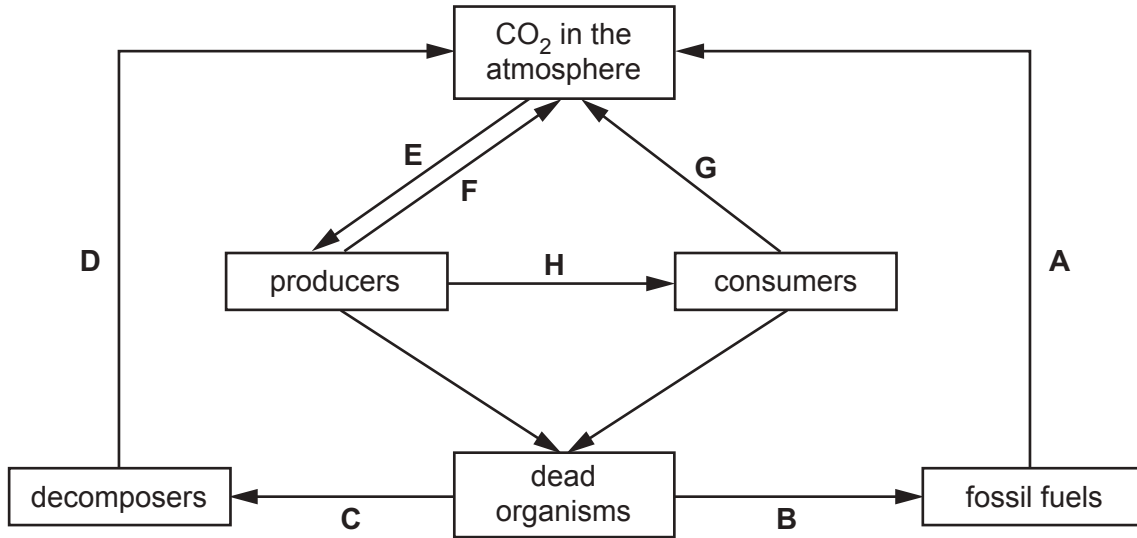 CO₂ in the
atmosphere
E
F
G
D
H
A
producers
consumers
decomposers
dead
organisms
fossil fuels
C
B